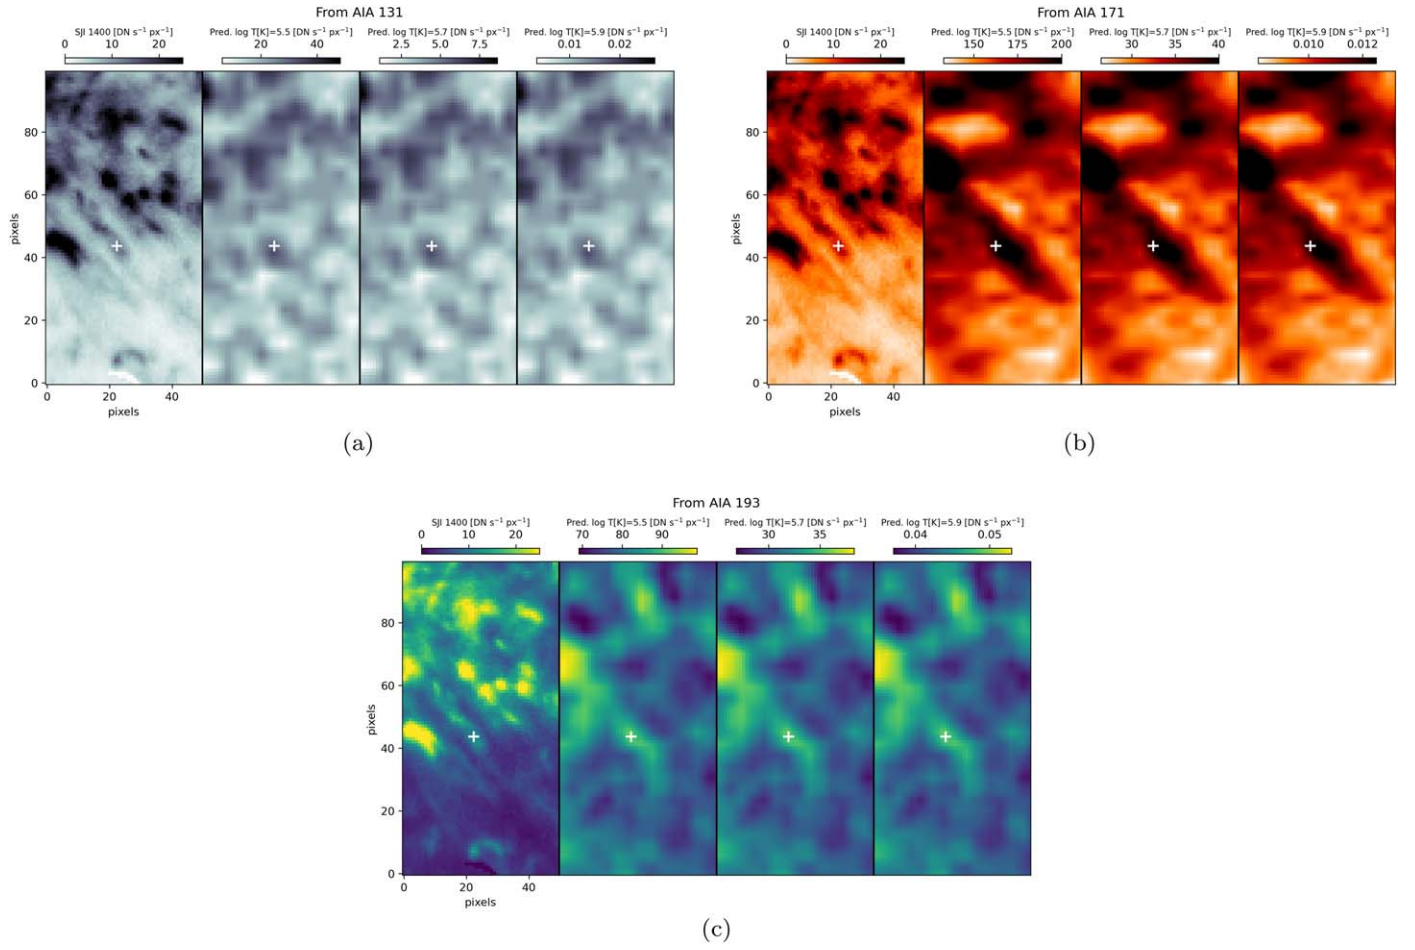 From AIA 131
SJI 1400 [DN s⁻¹ px⁻¹] Pred. log T[K]=5.5 [DN s⁻¹ px⁻¹] Pred. log T[K]=5.7 [DN s⁻¹ px⁻¹] Pred. log T[K]=5.9 [DN s⁻¹ px⁻¹]
0 10 20 20 40 2.5 5.0 7.5 0.01 0.02
80
60
40
20
0
pixels
0 20 40
pixels
(a)
From AIA 171
SJI 1400 [DN s⁻¹ px⁻¹] Pred. log T[K]=5.5 [DN s⁻¹ px⁻¹] Pred. log T[K]=5.7 [DN s⁻¹ px⁻¹] Pred. log T[K]=5.9 [DN s⁻¹ px⁻¹]
0 10 20 150 175 200 30 35 40 0.010 0.012
80
60
40
20
0
pixels
0 20 40
pixels
(b)
From AIA 193
SJI 1400 [DN s⁻¹ px⁻¹] Pred. log T[K]=5.5 [DN s⁻¹ px⁻¹] Pred. log T[K]=5.7 [DN s⁻¹ px⁻¹] Pred. log T[K]=5.9 [DN s⁻¹ px⁻¹]
0 10 20 70 80 90 30 35 0.04 0.05
80
60
40
20
0
pixels
0 20 40
pixels
(c)